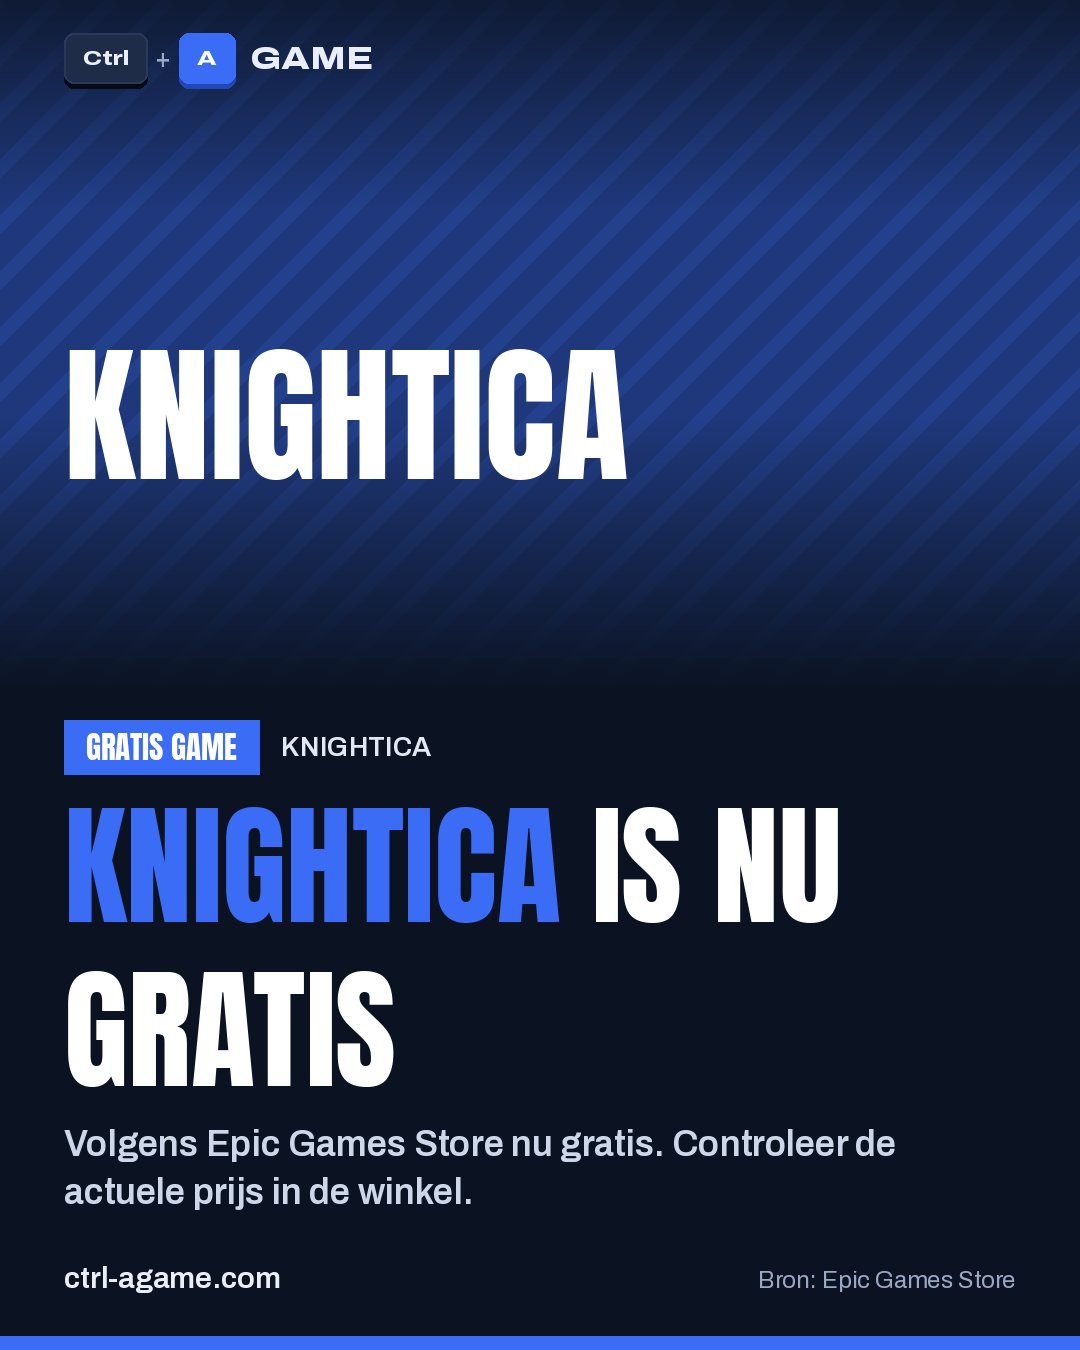 Ctrl + A GAME
KNIGHTICA
GRATIS GAME KNIGHTICA
KNIGHTICA IS NU
GRATIS
Volgens Epic Games Store nu gratis. Controleer de
actuele prijs in de winkel.
ctrl-agame.com Bron: Epic Games Store